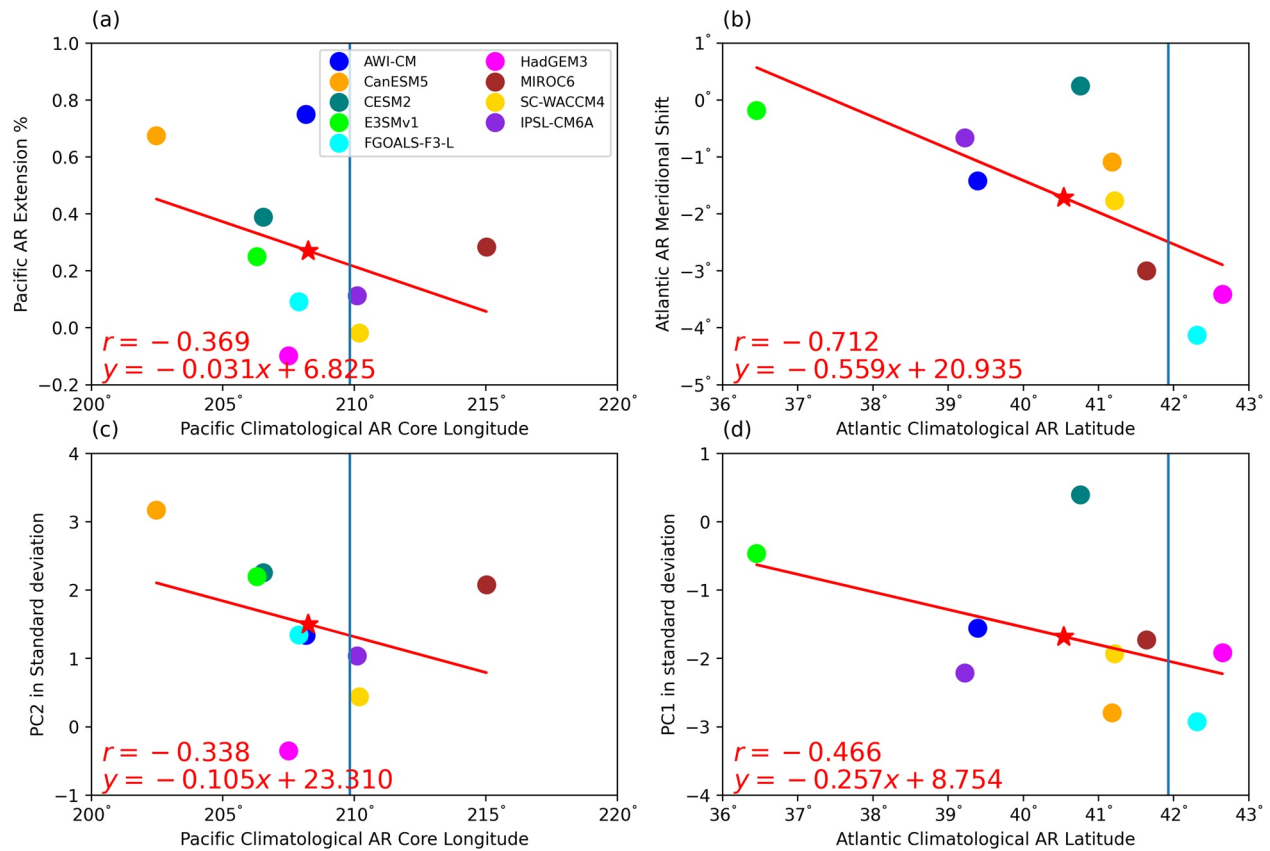 (a)
1.0
0.8
0.6
0.4
0.2
0.0
−0.2
Pacific AR Extension %
AWI-CM
CanESM5
CESM2
E3SMv1
FGOALS-F3-L
HadGEM3
MIROC6
SC-WACCM4
IPSL-CM6A
r = −0.369
y = −0.031x + 6.825
200°
205°
210°
215°
220°
Pacific Climatological AR Core Longitude
(b)
1°
0°
−1°
−2°
−3°
−4°
−5°
Atlantic AR Meridional Shift
r = −0.712
y = −0.559x + 20.935
36°
37°
38°
39°
40°
41°
42°
43°
Atlantic Climatological AR Latitude
(c)
4
3
2
1
0
−1
PC2 in Standard deviation
r = −0.338
y = −0.105x + 23.310
200°
205°
210°
215°
220°
Pacific Climatological AR Core Longitude
(d)
1
0
−1
−2
−3
−4
PC1 in standard deviation
r = −0.466
y = −0.257x + 8.754
36°
37°
38°
39°
40°
41°
42°
43°
Atlantic Climatological AR Latitude